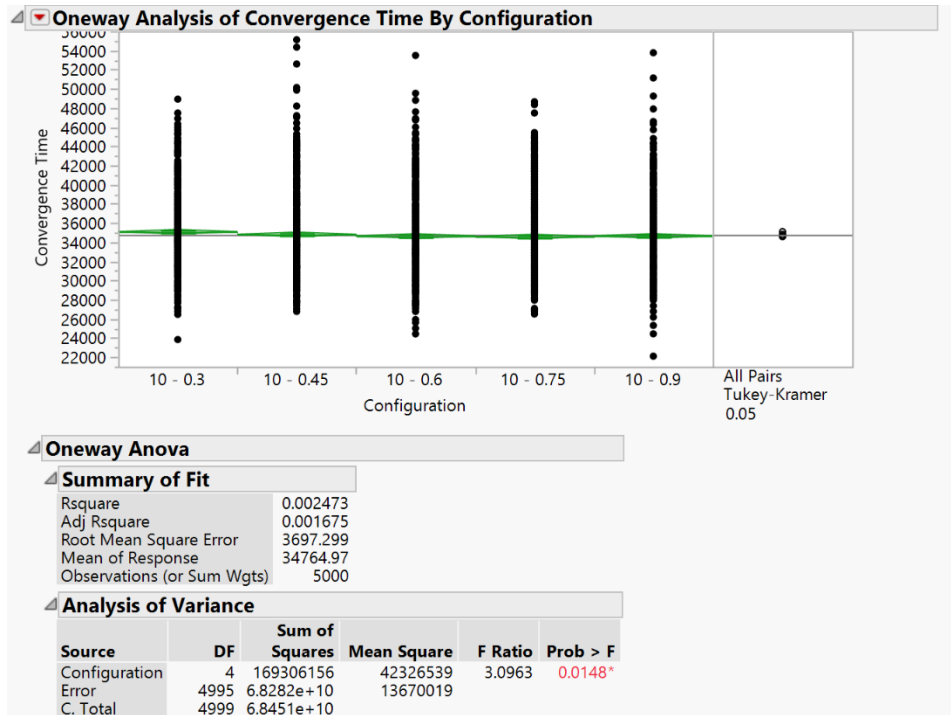 Oneway Analysis of Convergence Time By Configuration
56000
54000
52000
50000
48000
46000
44000
42000
40000
38000
36000
34000
32000
30000
28000
26000
24000
22000
Convergence Time
10 - 0.3 10 - 0.45 10 - 0.6 10 - 0.75 10 - 0.9
Configuration
All Pairs
Tukey-Kramer
0.05
Oneway Anova
Summary of Fit
Rsquare 0.002473
Adj Rsquare 0.001675
Root Mean Square Error 3697.299
Mean of Response 34764.97
Observations (or Sum Wgts) 5000
Analysis of Variance
Sum of
Source DF Squares Mean Square F Ratio Prob > F
Configuration 4 169306156 42326539 3.0963 0.0148*
Error 4995 6.8282e+10 13670019
C. Total 4999 6.8451e+10